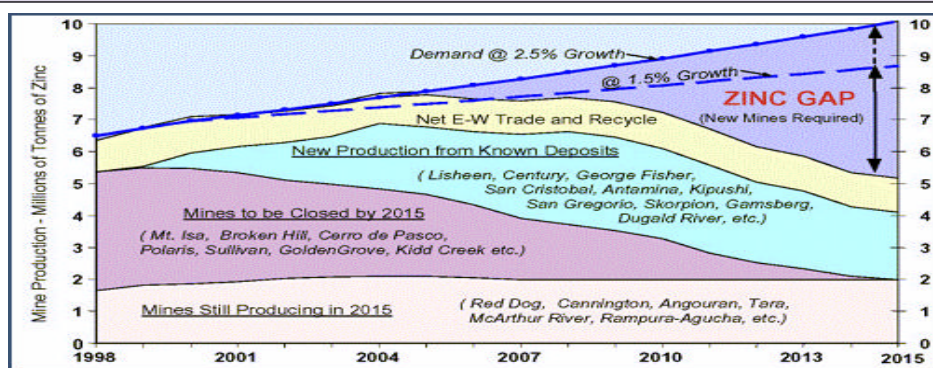 Mine Production - Millions of Tonnes of Zinc
10
9
8
7
6
5
4
3
2
1
0
Demand @ 2.5% Growth
@ 1.5% Growth
ZINC GAP
(New Mines Required)
Net E-W Trade and Recycle
New Production from Known Deposits
( Lisheen, Century, George Fisher,
San Cristobal, Antamina, Kipushi,
San Gregorio, Skorpion, Gamsberg,
Dugald River, etc.)
Mines to be Closed by 2015
( Mt. Isa, Broken Hill, Cerro de Pasco,
Polaris, Sullivan, GoldenGrove, Kidd Creek etc.)
Mines Still Producing in 2015
( Red Dog, Cannington, Angouran, Tara,
McArthur River, Rampura-Agucha, etc.)
10
9
8
7
6
5
4
3
2
1
0
1998 2001 2004 2007 2010 2013 2015